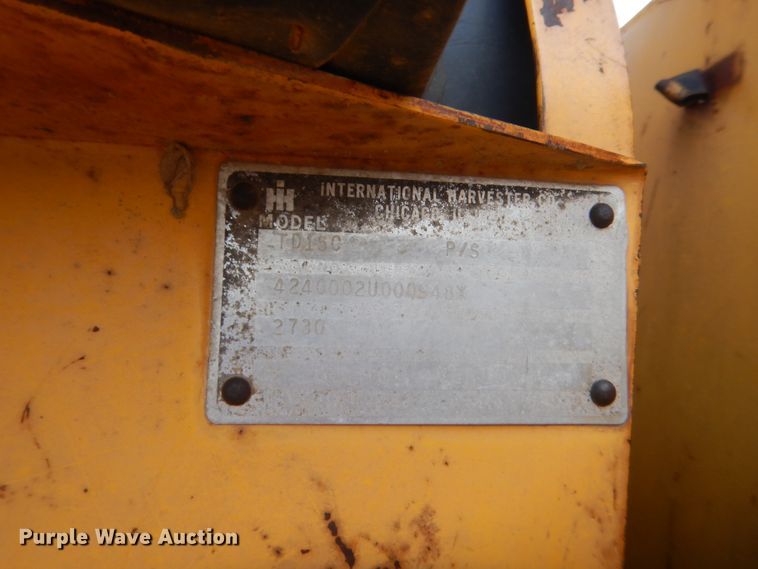 IH INTERNATIONAL HARVESTER CO.
CHICAGO
MODEL
TD15C P/S
2730
Purple Wave Auction